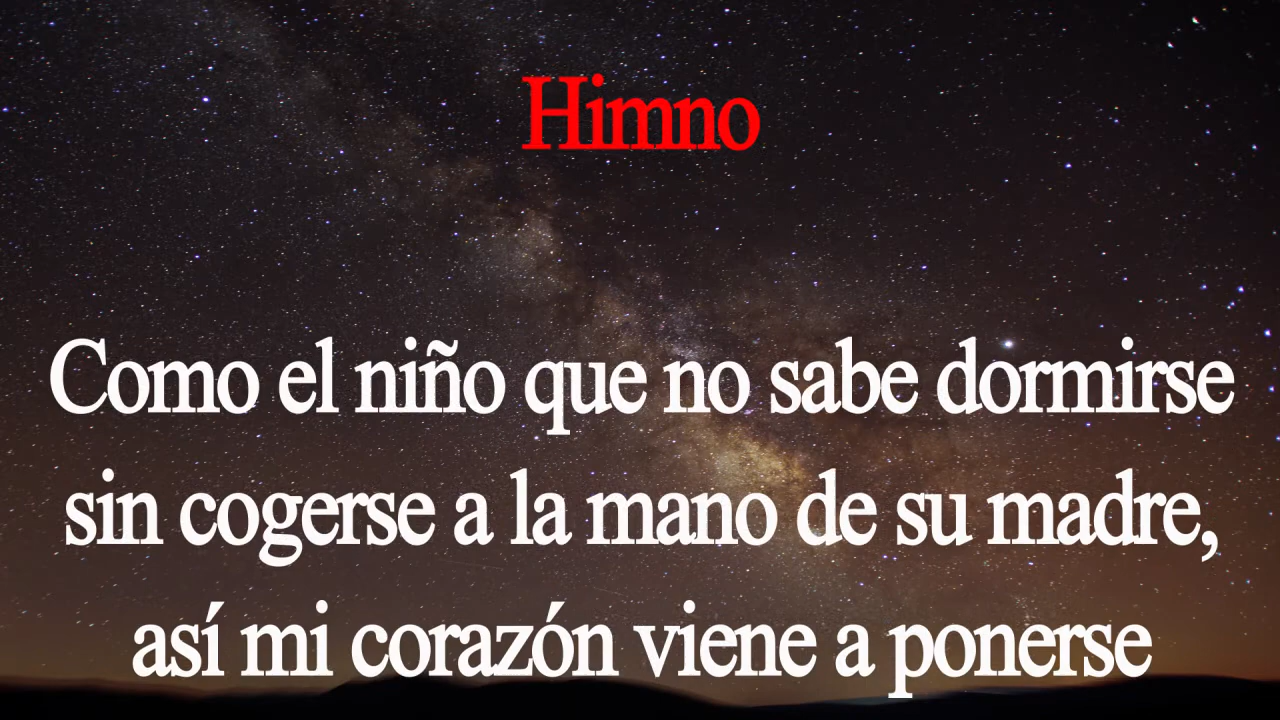 Himno
Como el niño que no sabe dormirse
sin cogerse a la mano de su madre,
así mi corazón viene a ponerse